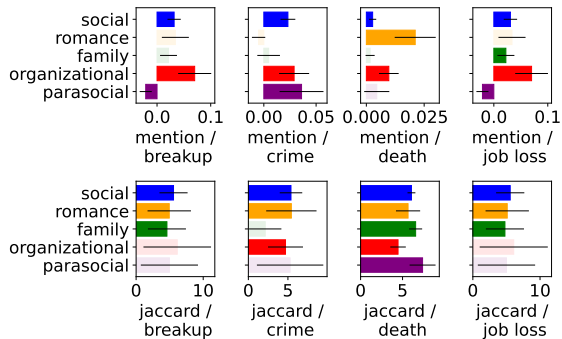 social
romance
family
organizational
parasocial
0.0 0.1
mention /
breakup
0.00 0.05
mention /
crime
0.000 0.025
mention /
death
0.0 0.1
mention /
job loss
social
romance
family
organizational
parasocial
0 10
jaccard /
breakup
0 5
jaccard /
crime
0 5
jaccard /
death
0 10
jaccard /
job loss